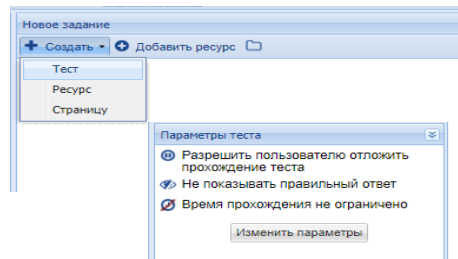 Новое задание
Создать Добавить ресурс
Тест
Ресурс
Страницу
Параметры теста
Разрешить пользователю отложить
прохождение теста
Не показывать правильный ответ
Время прохождения не ограничено
Изменить параметры